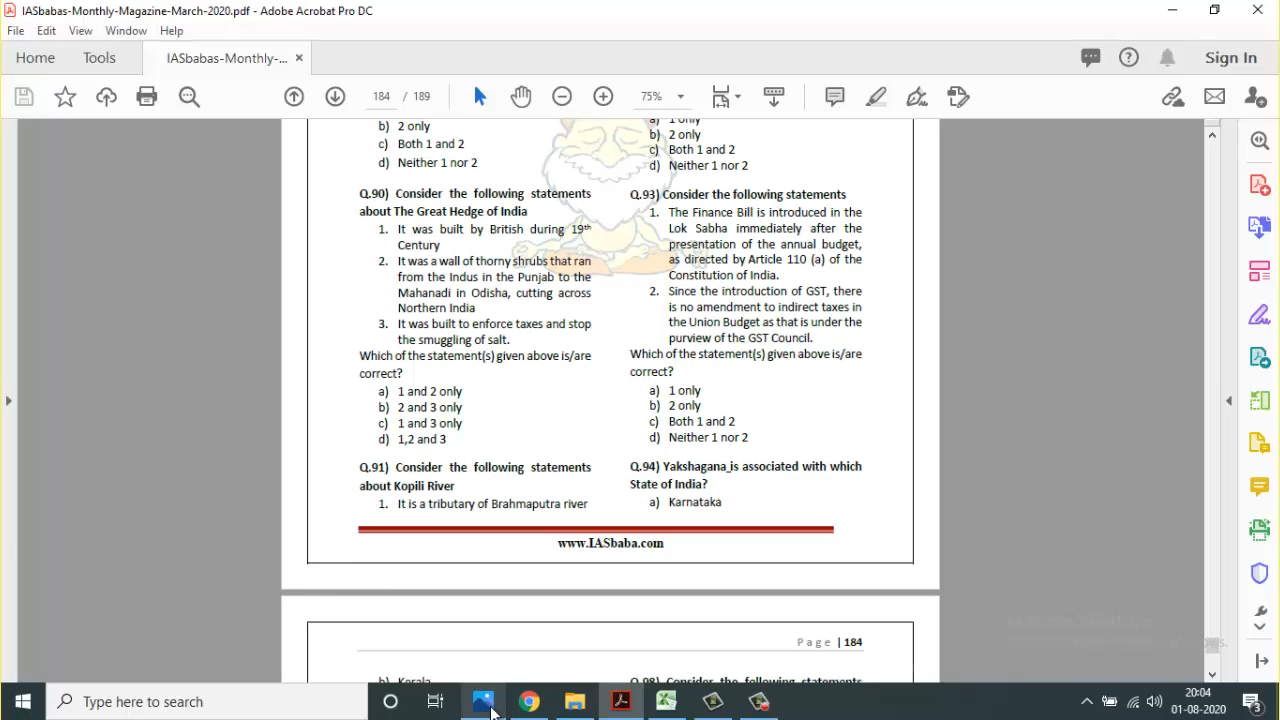 IASbabas-Monthly-Magazine-March-2020.pdf - Adobe Acrobat Pro DC
File Edit View Window Help
Home Tools IASbabas-Monthly-... × Sign In
184 / 189 75%
b) 2 only
c) Both 1 and 2
d) Neither 1 nor 2
Q.90) Consider the following statements
about The Great Hedge of India
1. It was built by British during 19th
Century
2. It was a wall of thorny shrubs that ran
from the Indus in the Punjab to the
Mahanadi in Odisha, cutting across
Northern India
3. It was built to enforce taxes and stop
the smuggling of salt.
Which of the statement(s) given above is/are
correct?
a) 1 and 2 only
b) 2 and 3 only
c) 1 and 3 only
d) 1,2 and 3
Q.91) Consider the following statements
about Kopili River
1. It is a tributary of Brahmaputra river
a) 1 only
b) 2 only
c) Both 1 and 2
d) Neither 1 nor 2
Q.93) Consider the following statements
1. The Finance Bill is introduced in the
Lok Sabha immediately after the
presentation of the annual budget,
as directed by Article 110 (a) of the
Constitution of India.
2. Since the introduction of GST, there
is no amendment to indirect taxes in
the Union Budget as that is under the
purview of the GST Council.
Which of the statement(s) given above is/are
correct?
a) 1 only
b) 2 only
c) Both 1 and 2
d) Neither 1 nor 2
Q.94) Yakshagana is associated with which
State of India?
a) Karnataka
www.IASbaba.com
Page | 184
b) Kerala
Q.98) Consider the following statements
Type here to search
20:04
01-08-2020
3